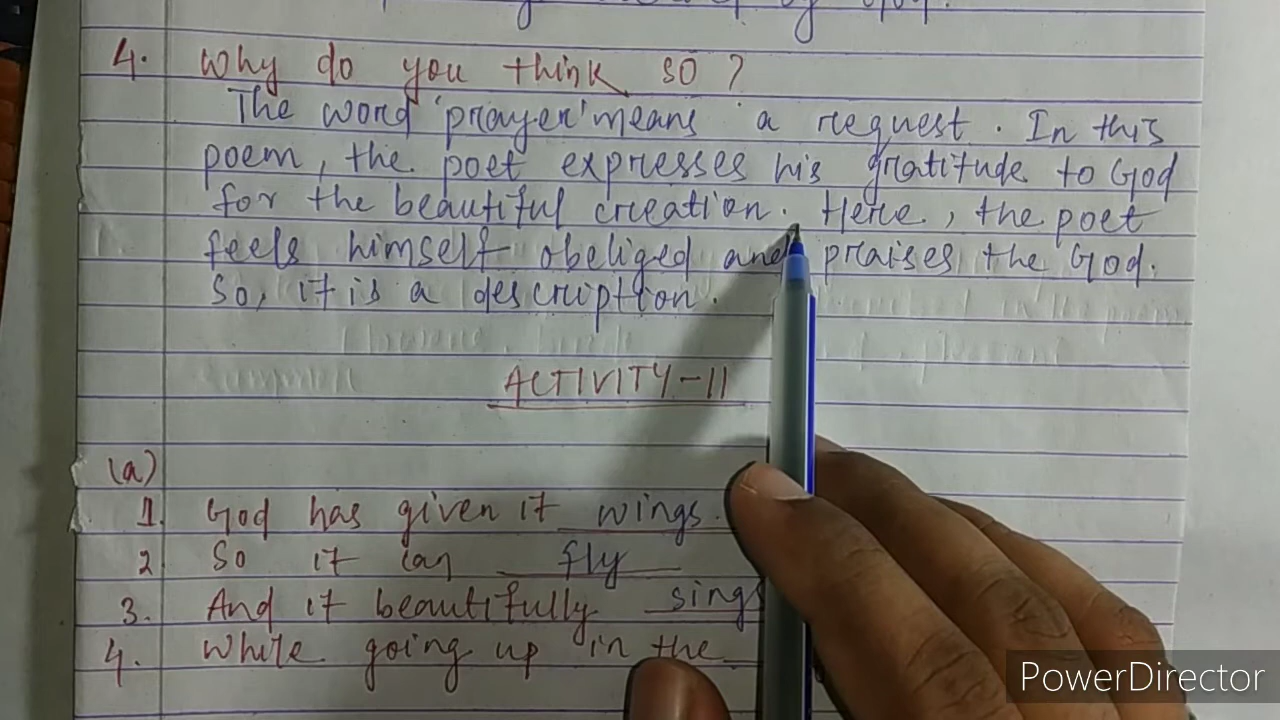 4. Why do you think so ?
The word 'prayer' means a request. In this
poem, the poet expresses his gratitude to God
for the beautiful creation. Here, the poet
feels himself obeliged and praises the God.
So, it is a description.
ACTIVITY-II
(a)
1. God has given it wings.
2 So it can fly
3. And it beautifully sings
4. While going up in the
PowerDirector